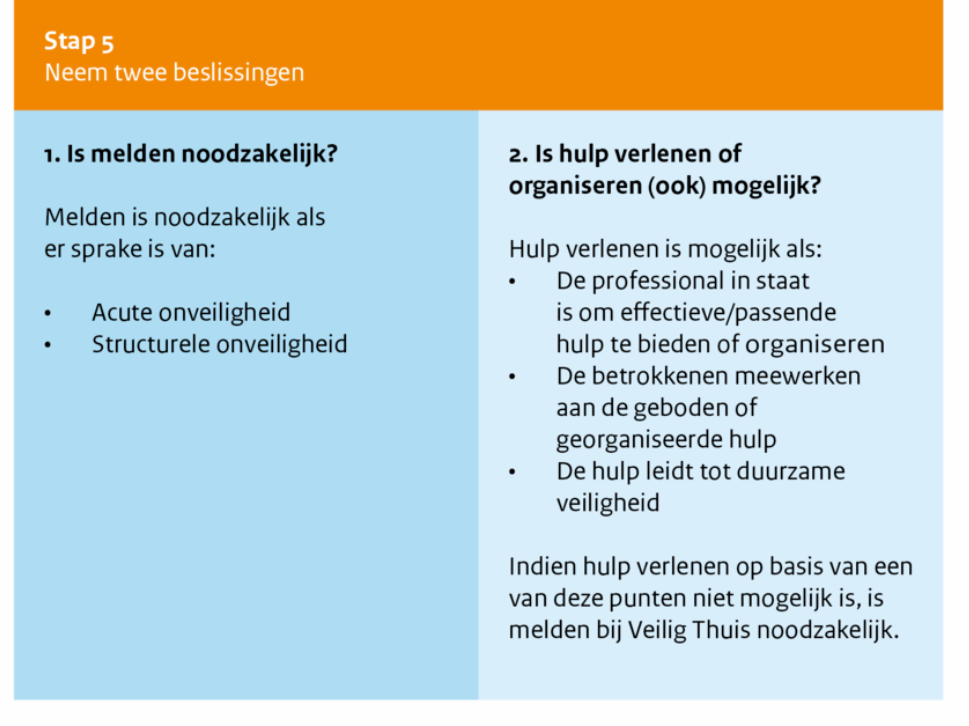 Stap 5
Neem twee beslissingen
1. Is melden noodzakelijk?
Melden is noodzakelijk als
er sprake is van:
• Acute onveiligheid
• Structurele onveiligheid
2. Is hulp verlenen of
organiseren (ook) mogelijk?
Hulp verlenen is mogelijk als:
• De professional in staat
is om effectieve/passende
hulp te bieden of organiseren
• De betrokkenen meewerken
aan de geboden of
georganiseerde hulp
• De hulp leidt tot duurzame
veiligheid
Indien hulp verlenen op basis van een
van deze punten niet mogelijk is, is
melden bij Veilig Thuis noodzakelijk.